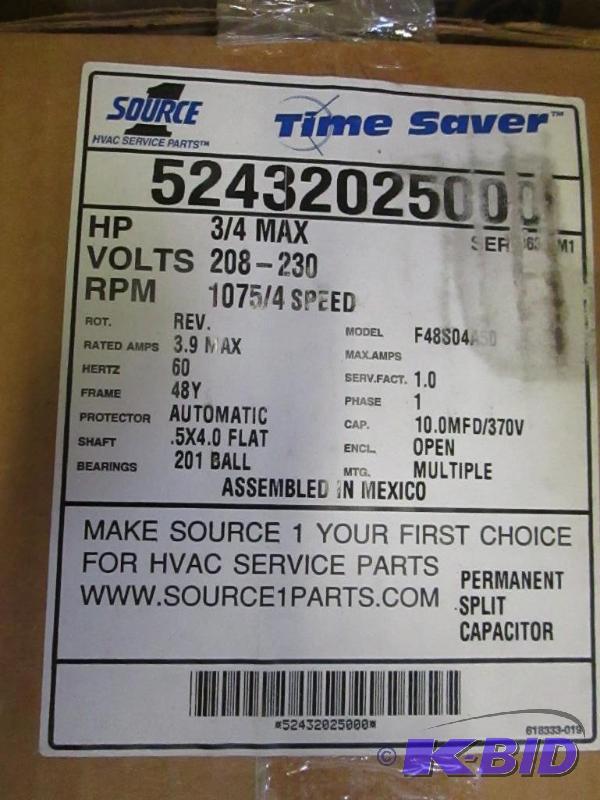 SOURCE 1
HVAC SERVICE PARTS™
Time Saver™
52432025000
HP 3/4 MAX
SER M1
VOLTS 208-230
RPM 1075/4 SPEED
ROT. REV.
MODEL F48S04A50
RATED AMPS 3.9 MAX
MAX.AMPS
HERTZ 60
SERV.FACT. 1.0
FRAME 48Y
PHASE 1
PROTECTOR AUTOMATIC
CAP. 10.0MFD/370V
SHAFT .5X4.0 FLAT
ENCL. OPEN
BEARINGS 201 BALL
MTG. MULTIPLE
ASSEMBLED IN MEXICO
MAKE SOURCE 1 YOUR FIRST CHOICE
FOR HVAC SERVICE PARTS
WWW.SOURCE1PARTS.COM
PERMANENT
SPLIT
CAPACITOR
*52432025000*
618333-019
© K-BID